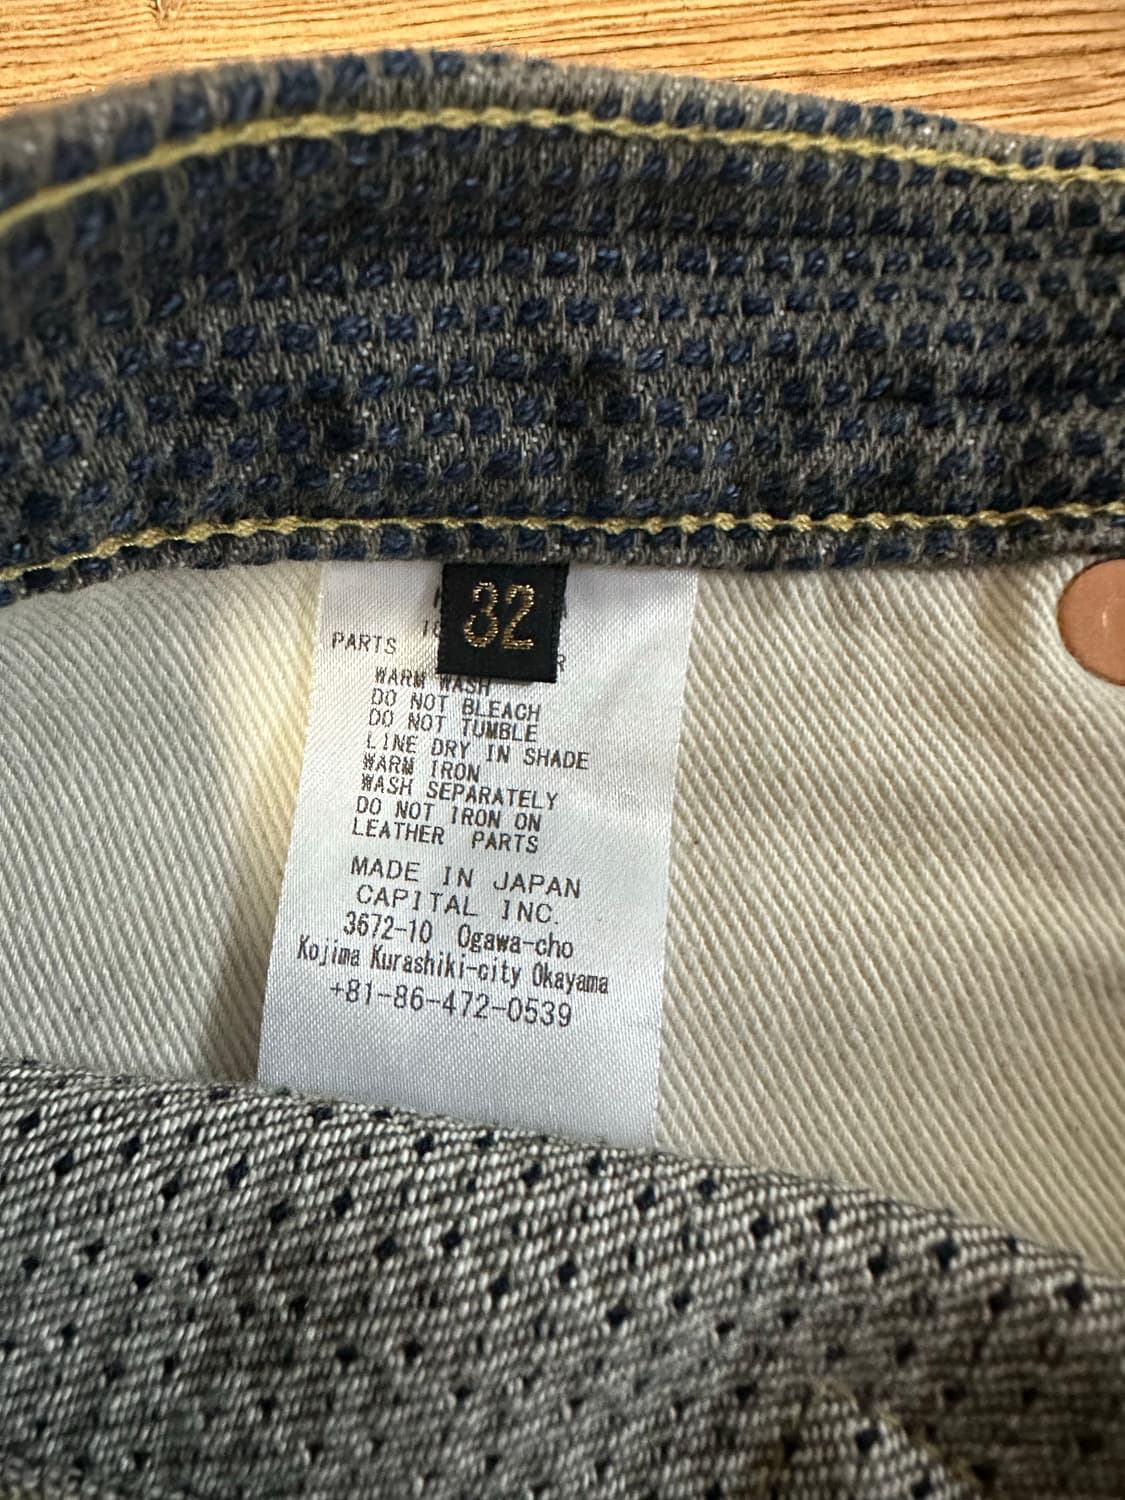 32
PARTS
WARM WASH
DO NOT BLEACH
DO NOT TUMBLE
LINE DRY IN SHADE
WARM IRON
WASH SEPARATELY
DO NOT IRON ON
LEATHER PARTS
MADE IN JAPAN
CAPITAL INC.
3672-10 Ogawa-cho
Kojima Kurashiki-city Okayama
+81-86-472-0539